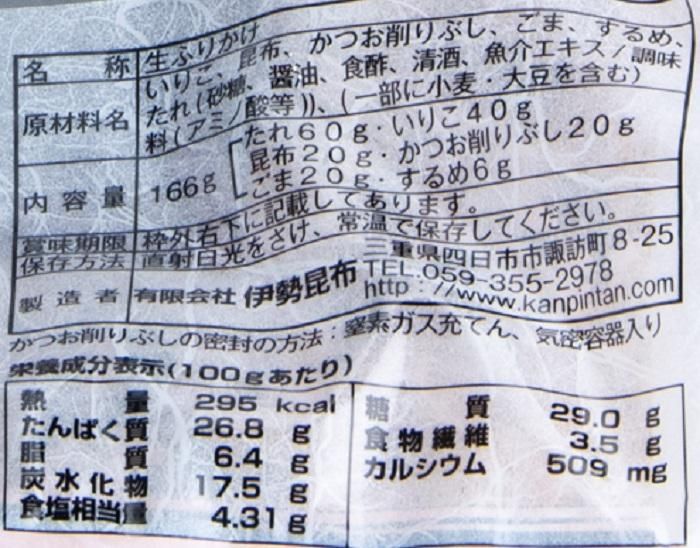 名称 生ふりかけ
原材料名 いりこ、昆布、かつお削りぶし、ごま、するめ、
たれ(砂糖、醤油、食酢、清酒、魚介エキス/調味
料(アミノ酸等))、(一部に小麦・大豆を含む)
内容量 166g
たれ60g・いりこ40g
昆布20g・かつお削りぶし20g
ごま20g・するめ6g
賞味期限 枠外右下に記載してあります。
保存方法 直射日光をさけ、常温で保存してください。
製造者 有限会社 伊勢昆布
三重県四日市市諏訪町8-25
TEL.059-355-2978
http://www.kanpintan.com
かつお削りぶしの密封の方法:窒素ガス充てん、気密容器入り
栄養成分表示(100gあたり)
熱量 295 kcal
たんぱく質 26.8 g
脂質 6.4 g
炭水化物 17.5 g
食塩相当量 4.31g
糖質 29.0 g
食物繊維 3.5 g
カルシウム 509 mg